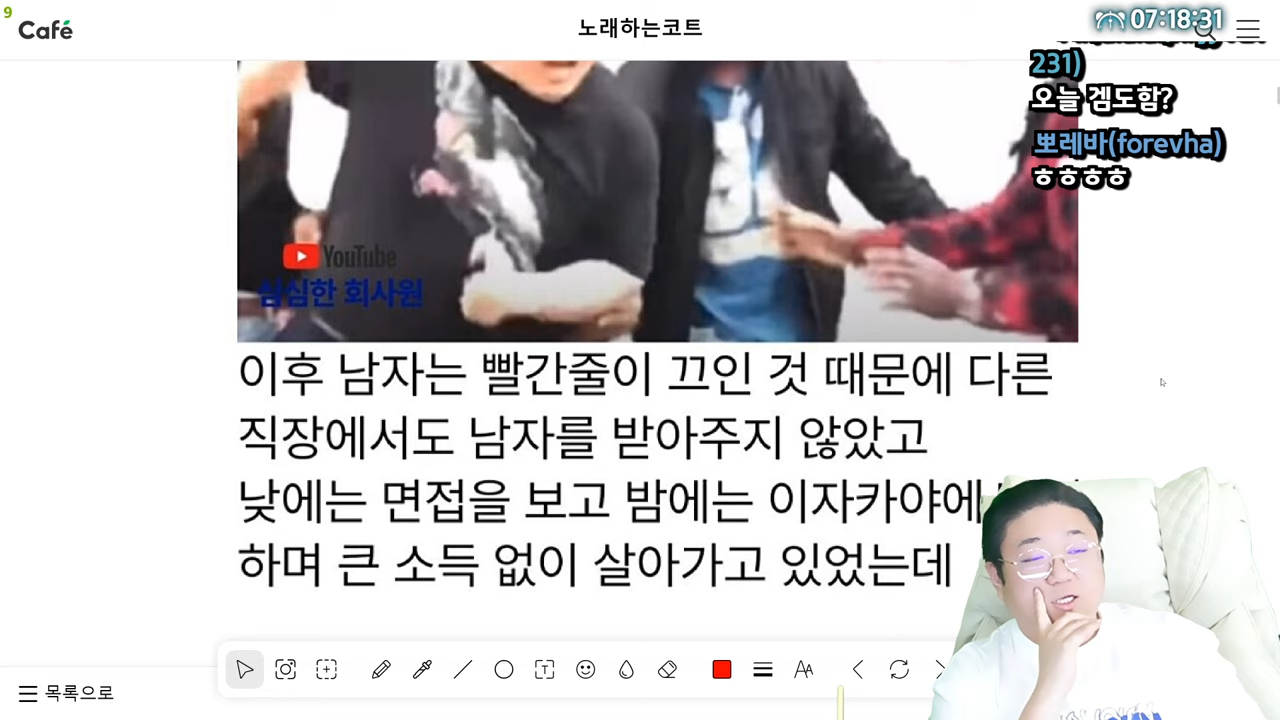 9
Café
노래하는코트
07:18:31
231)
오늘 겜도함?
뽀레바(forevha)
ㅎㅎㅎㅎ
YouTube
심심한 회사원
이후 남자는 빨간줄이 끄인 것 때문에 다른
직장에서도 남자를 받아주지 않았고
낮에는 면접을 보고 밤에는 이자카야에
하며 큰 소득 없이 살아가고 있었는데
목록으로